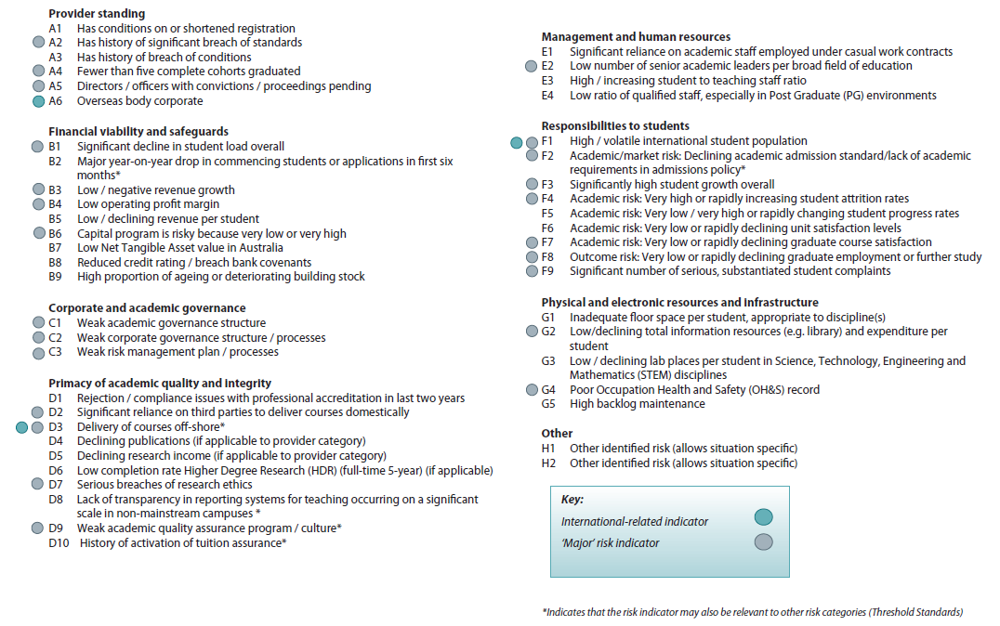 Provider standing
A1 Has conditions on or shortened registration
A2 Has history of significant breach of standards
A3 Has history of breach of conditions
A4 Fewer than five complete cohorts graduated
A5 Directors / officers with convictions / proceedings pending
A6 Overseas body corporate
Financial viability and safeguards
B1 Significant decline in student load overall
B2 Major year-on-year drop in commencing students or applications in first six
months*
B3 Low / negative revenue growth
B4 Low operating profit margin
B5 Low / declining revenue per student
B6 Capital program is risky because very low or very high
B7 Low Net Tangible Asset value in Australia
B8 Reduced credit rating / breach bank covenants
B9 High proportion of ageing or deteriorating building stock
Corporate and academic governance
C1 Weak academic governance structure
C2 Weak corporate governance structure / processes
C3 Weak risk management plan / processes
Primacy of academic quality and integrity
D1 Rejection / compliance issues with professional accreditation in last two years
D2 Significant reliance on third parties to deliver courses domestically
D3 Delivery of courses off-shore*
D4 Declining publications (if applicable to provider category)
D5 Declining research income (if applicable to provider category)
D6 Low completion rate Higher Degree Research (HDR) (full-time 5-year) (if applicable)
D7 Serious breaches of research ethics
D8 Lack of transparency in reporting systems for teaching occurring on a significant
scale in non-mainstream campuses *
D9 Weak academic quality assurance program / culture*
D10 History of activation of tuition assurance*
Management and human resources
E1 Significant reliance on academic staff employed under casual work contracts
E2 Low number of senior academic leaders per broad field of education
E3 High / increasing student to teaching staff ratio
E4 Low ratio of qualified staff, especially in Post Graduate (PG) environments
Responsibilities to students
F1 High / volatile international student population
F2 Academic/market risk: Declining academic admission standard/lack of academic
requirements in admissions policy*
F3 Significantly high student growth overall
F4 Academic risk: Very high or rapidly increasing student attrition rates
F5 Academic risk: Very low / very high or rapidly changing student progress rates
F6 Academic risk: Very low or rapidly declining unit satisfaction levels
F7 Academic risk: Very low or rapidly declining graduate course satisfaction
F8 Outcome risk: Very low or rapidly declining graduate employment or further study
F9 Significant number of serious, substantiated student complaints
Physical and electronic resources and infrastructure
G1 Inadequate floor space per student, appropriate to discipline(s)
G2 Low/declining total information resources (e.g. library) and expenditure per
student
G3 Low / declining lab places per student in Science, Technology, Engineering and
Mathematics (STEM) disciplines
G4 Poor Occupation Health and Safety (OH&S) record
G5 High backlog maintenance
Other
H1 Other identified risk (allows situation specific)
H2 Other identified risk (allows situation specific)
Key:
International-related indicator
'Major' risk indicator
*Indicates that the risk indicator may also be relevant to other risk categories (Threshold Standards)